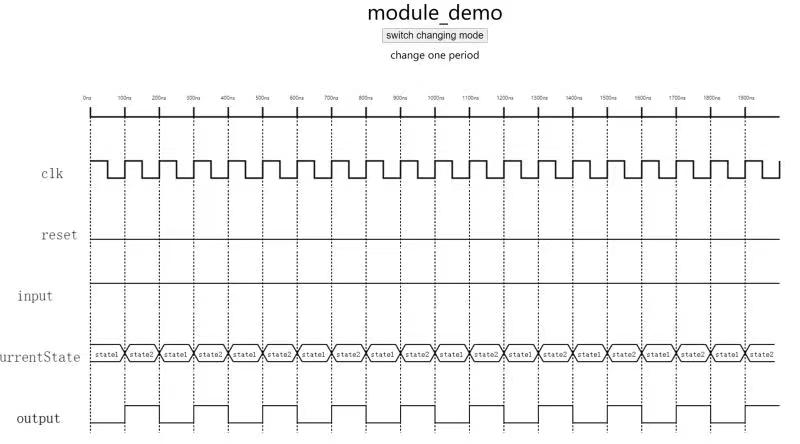 module_demo
switch changing mode
change one period
0ns 100ns 200ns 300ns 400ns 500ns 600ns 700ns 800ns 900ns 1000ns 1100ns 1200ns 1300ns 1400ns 1500ns 1600ns 1700ns 1800ns 1900ns
clk
reset
input
urrentState state1 state2 state1 state2 state1 state2 state1 state2 state1 state2 state1 state2 state1 state2 state1 state2 state1 state2 state1 state2
output